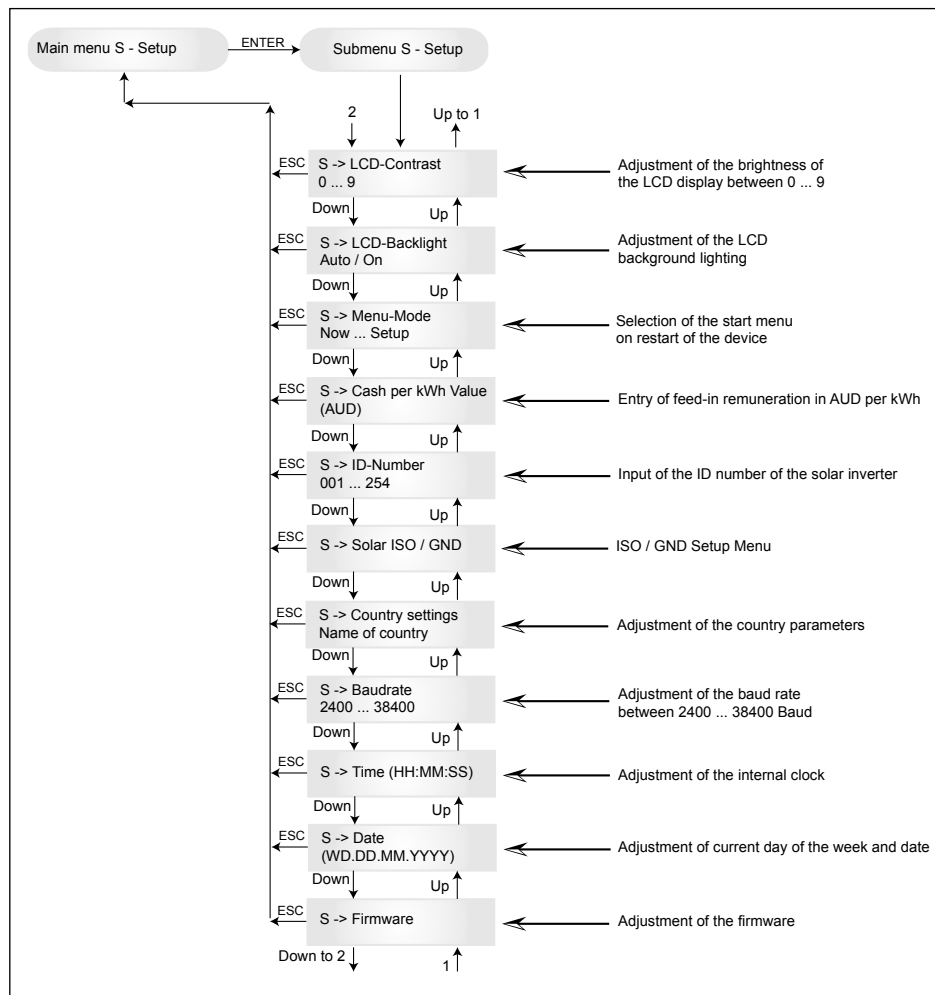 Main menu S - Setup
ENTER
Submenu S - Setup
2
Up to 1
ESC
S -> LCD-Contrast
0 ... 9
Adjustment of the brightness of
the LCD display between 0 ... 9
Down
Up
ESC
S -> LCD-Backlight
Auto / On
Adjustment of the LCD
background lighting
Down
Up
ESC
S -> Menu-Mode
Now ... Setup
Selection of the start menu
on restart of the device
Down
Up
ESC
S -> Cash per kWh Value
(AUD)
Entry of feed-in remuneration in AUD per kWh
Down
Up
ESC
S -> ID-Number
001 ... 254
Input of the ID number of the solar inverter
Down
Up
ESC
S -> Solar ISO / GND
ISO / GND Setup Menu
Down
Up
ESC
S -> Country settings
Name of country
Adjustment of the country parameters
Down
Up
ESC
S -> Baudrate
2400 ... 38400
Adjustment of the baud rate
between 2400 ... 38400 Baud
Down
Up
ESC
S -> Time (HH:MM:SS)
Adjustment of the internal clock
Down
Up
ESC
S -> Date
(WD.DD.MM.YYYY)
Adjustment of current day of the week and date
Down
Up
ESC
S -> Firmware
Adjustment of the firmware
Down to 2
1